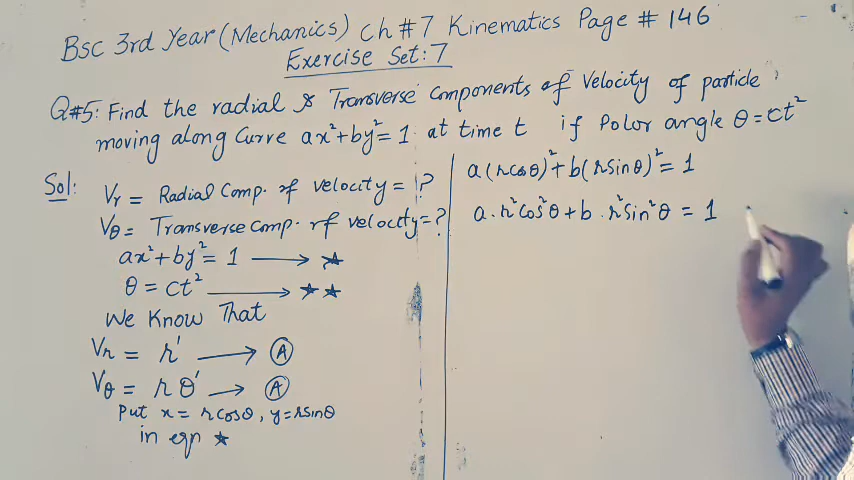 Bsc 3rd Year (Mechanics) Ch #7 Kinematics Page # 146
Exercise Set: 7
Q#5: Find the radial & Transverse Components of Velocity of particle
moving along Curve ax²+by²=1 at time t if Polor angle θ=ct²
Sol:
Vr = Radial Comp. of velocity = ?
Vθ = Transverse Comp. of velocity=?
ax²+by²=1 → ★
θ = ct² → ★★
We Know That
Vr = r' → Ⓐ
Vθ = rθ' → Ⓐ
Put x = rcosθ, y=rsinθ
in eqn ★
a(rcosθ)²+b(rsinθ)²=1
a.r²cos²θ+b.r²sin²θ = 1